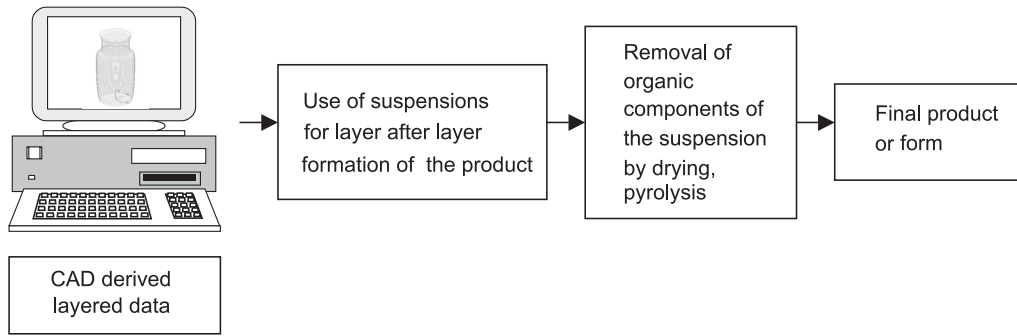 CAD derived
layered data
Use of suspensions
for layer after layer
formation of the product
Removal of
organic
components of
the suspension
by drying,
pyrolysis
Final product
or form